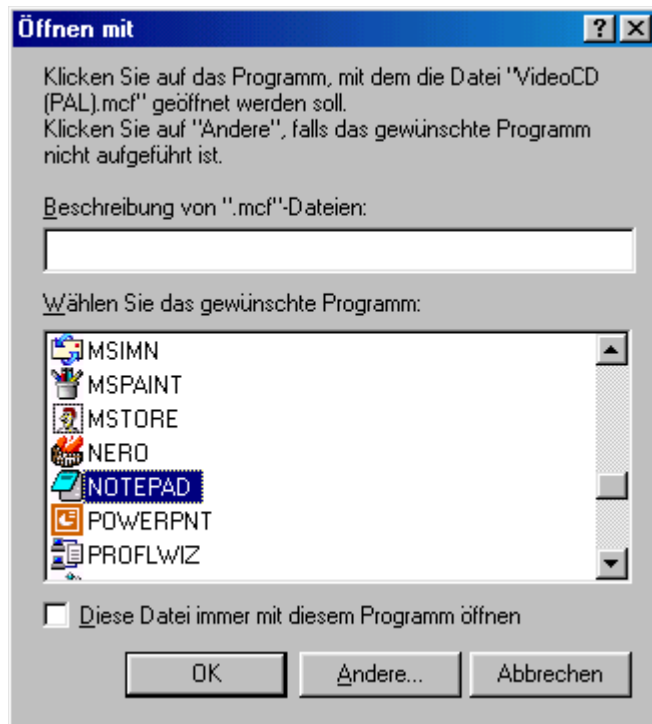 Öffnen mit
Klicken Sie auf das Programm, mit dem die Datei "VideoCD
(PAL).mcf" geöffnet werden soll.
Klicken Sie auf "Andere", falls das gewünschte Programm
nicht aufgeführt ist.
Beschreibung von ".mcf"-Dateien:
Wählen Sie das gewünschte Programm:
MSIMN
MSPAINT
MSTORE
NERO
NOTEPAD
POWERPNT
PROFLWIZ
Diese Datei immer mit diesem Programm öffnen
OK Andere... Abbrechen